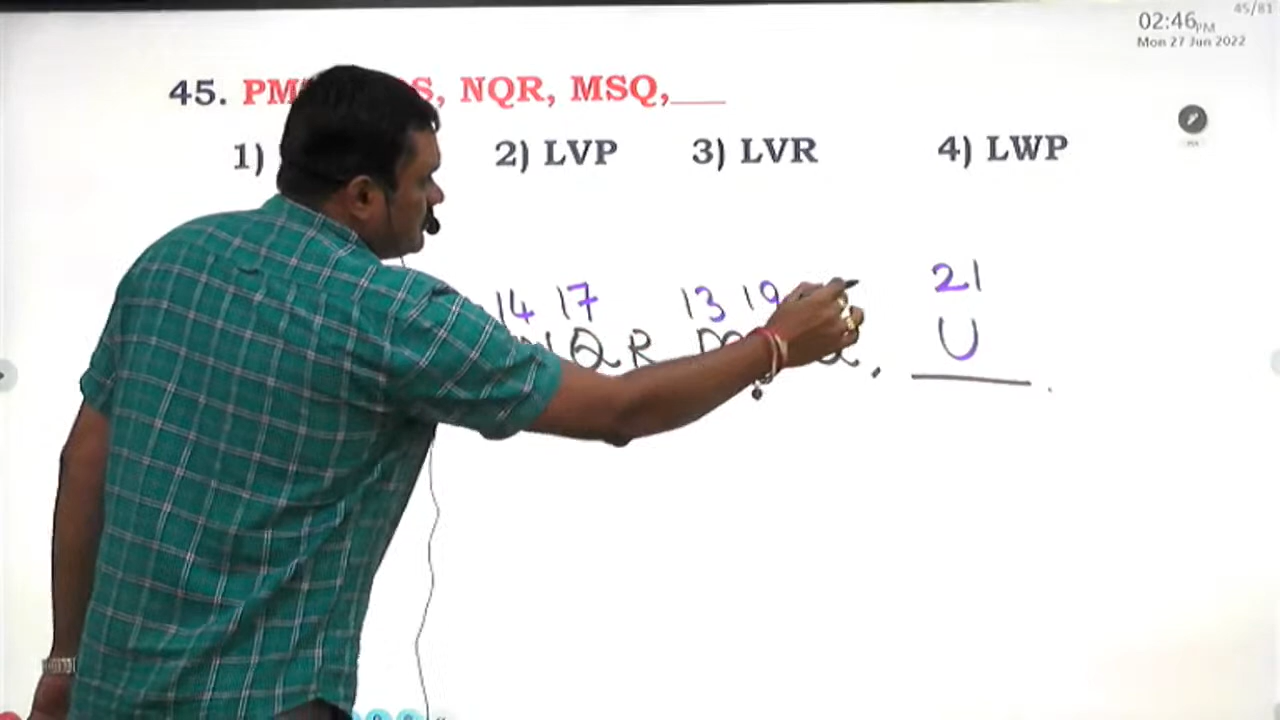 45/81
02:46PM
Mon 27 Jun 2022
45. PM S, NQR, MSQ,___
1) 2) LVP 3) LVR 4) LWP
14 17 13 19 21
N Q R Q, U